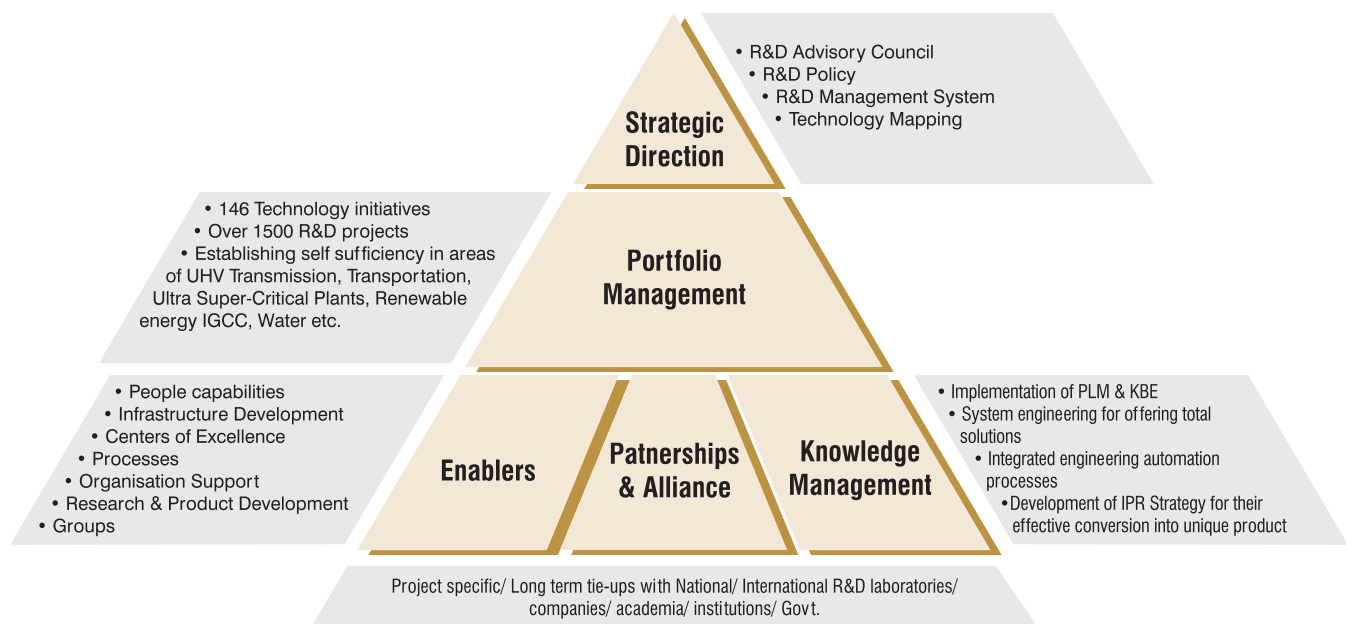 • R&D Advisory Council
• R&D Policy
• R&D Management System
• Technology Mapping
Strategic
Direction
• 146 Technology initiatives
• Over 1500 R&D projects
• Establishing self sufficiency in areas
of UHV Transmission, Transportation,
Ultra Super-Critical Plants, Renewable
energy IGCC, Water etc.
Portfolio
Management
• People capabilities
• Infrastructure Development
• Centers of Excellence
• Processes
• Organisation Support
• Research & Product Development
• Groups
Enablers
Patnerships
& Alliance
Knowledge
Management
• Implementation of PLM & KBE
• System engineering for offering total
solutions
• Integrated engineering automation
processes
• Development of IPR Strategy for their
effective conversion into unique product
Project specific/ Long term tie-ups with National/ International R&D laboratories/
companies/ academia/ institutions/ Govt.